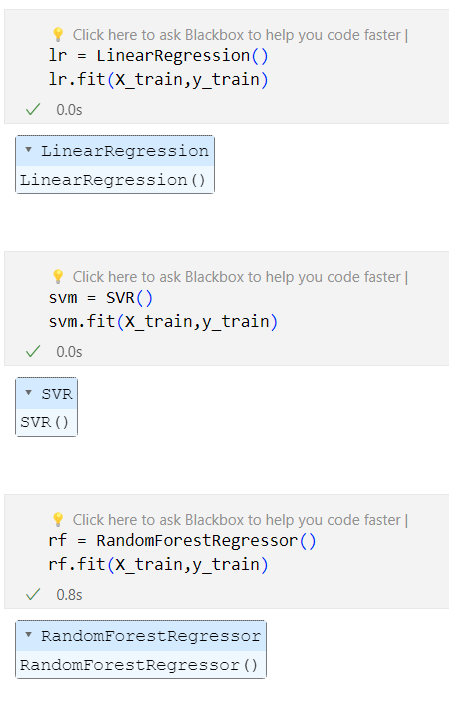 Click here to ask Blackbox to help you code faster |
lr = LinearRegression()
lr.fit(X_train,y_train)
0.0s
LinearRegression
LinearRegression()
Click here to ask Blackbox to help you code faster |
svm = SVR()
svm.fit(X_train,y_train)
0.0s
SVR
SVR()
Click here to ask Blackbox to help you code faster |
rf = RandomForestRegressor()
rf.fit(X_train,y_train)
0.8s
RandomForestRegressor
RandomForestRegressor()